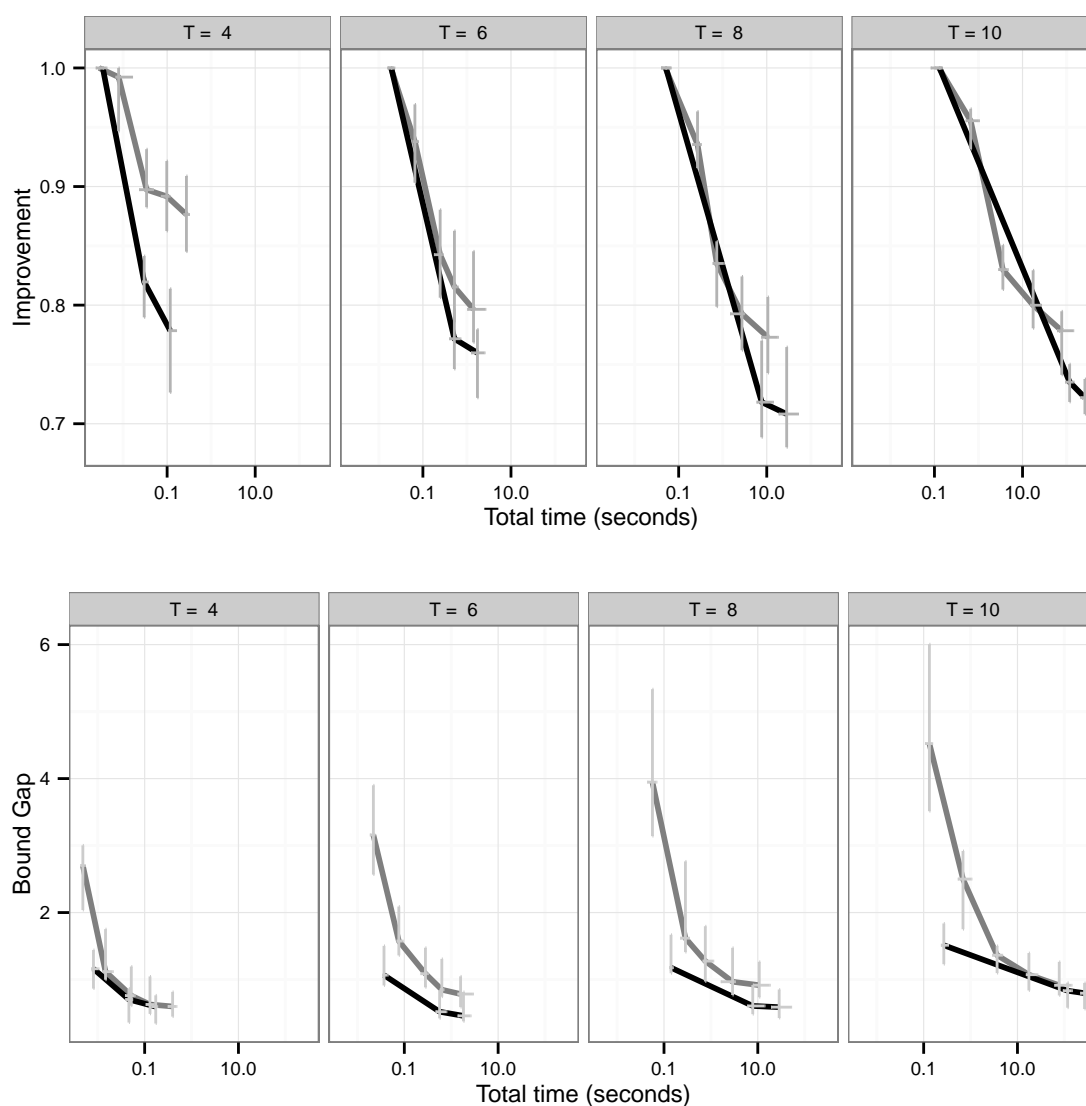 T = 4 T = 6 T = 8 T = 10
1.0
0.9
0.8
0.7
Improvement
0.1 10.0 0.1 10.0 0.1 10.0 0.1 10.0
Total time (seconds)
T = 4 T = 6 T = 8 T = 10
6
4
2
Bound Gap
0.1 10.0 0.1 10.0 0.1 10.0 0.1 10.0
Total time (seconds)